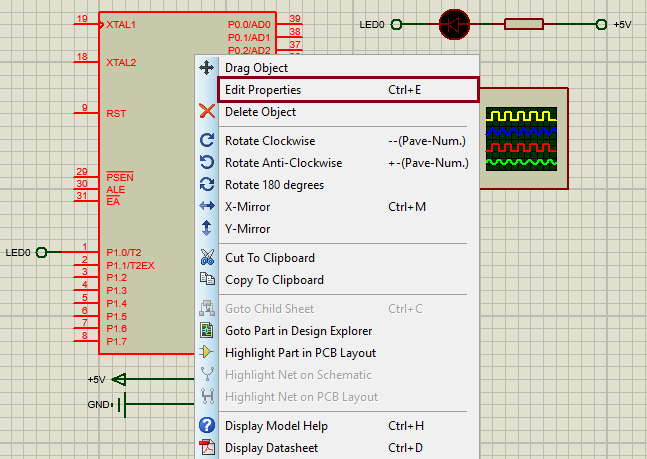 19 XTAL1 P0.0/AD0 39
P0.1/AD1 38
P0.2/AD2 37
18 XTAL2
9 RST
29 PSEN
30 ALE
31 EA
LED0 1 P1.0/T2
2 P1.1/T2EX
3 P1.2
4 P1.3
5 P1.4
6 P1.5
7 P1.6
8 P1.7
+5V
GND
LED0 +5V
Drag Object
Edit Properties Ctrl+E
Delete Object
Rotate Clockwise --(Pave-Num.)
Rotate Anti-Clockwise +-(Pave-Num.)
Rotate 180 degrees
X-Mirror Ctrl+M
Y-Mirror
Cut To Clipboard
Copy To Clipboard
Goto Child Sheet Ctrl+C
Goto Part in Design Explorer
Highlight Part in PCB Layout
Highlight Net on Schematic
Highlight Net on PCB Layout
Display Model Help Ctrl+H
Display Datasheet Ctrl+D